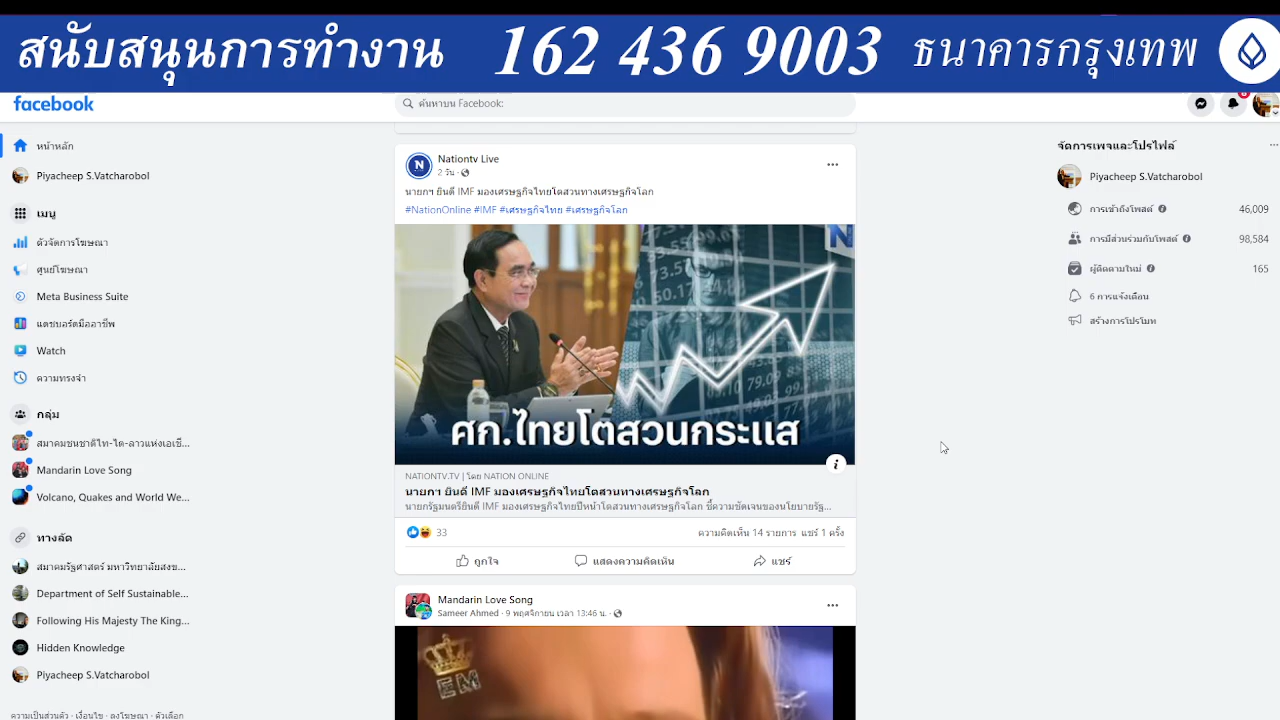 สนับสนุนการทำงาน 162 436 9003 ธนาคารกรุงเทพ
facebook
ค้นหาบน Facebook:
หน้าหลัก
Piyacheep S.Vatcharobol
เมนู
ตัวจัดการโฆษณา
ศูนย์โฆษณา
Meta Business Suite
แดชบอร์ดมืออาชีพ
Watch
ความทรงจำ
กลุ่ม
สมาคมชนชาติไท-ไต-ลาวแห่งเอเชี...
Mandarin Love Song
Volcano, Quakes and World We...
ทางลัด
สมาคมรัฐศาสตร์ มหาวิทยาลัยสงข...
Department of Self Sustainable...
Following His Majesty The King...
Hidden Knowledge
Piyacheep S.Vatcharobol
ความเป็นส่วนตัว · เงื่อนไข · ลงโฆษณา · ตัวเลือก
Nationtv Live
2 วัน ·
นายกฯ ยินดี IMF มองเศรษฐกิจไทยโตสวนทางเศรษฐกิจโลก
#NationOnline #IMF #เศรษฐกิจไทย #เศรษฐกิจโลก
N
ศก.ไทยโตสวนกระแส
NATIONTV.TV | โดย NATION ONLINE
นายกฯ ยินดี IMF มองเศรษฐกิจไทยโตสวนทางเศรษฐกิจโลก
นายกรัฐมนตรียินดี IMF มองเศรษฐกิจไทยปีหน้าโตสวนทางเศรษฐกิจโลก ชี้ความชัดเจนของนโยบายรัฐ...
33 ความคิดเห็น 14 รายการ แชร์ 1 ครั้ง
ถูกใจ แสดงความคิดเห็น แชร์
Mandarin Love Song
Sameer Ahmed · 9 พฤศจิกายน เวลา 13:46 น. ·
EM
จัดการเพจและโปรไฟล์
Piyacheep S.Vatcharobol
การเข้าถึงโพสต์ 46,009
การมีส่วนร่วมกับโพสต์ 98,584
ผู้ติดตามใหม่ 165
6 การแจ้งเตือน
สร้างการโปรโมท